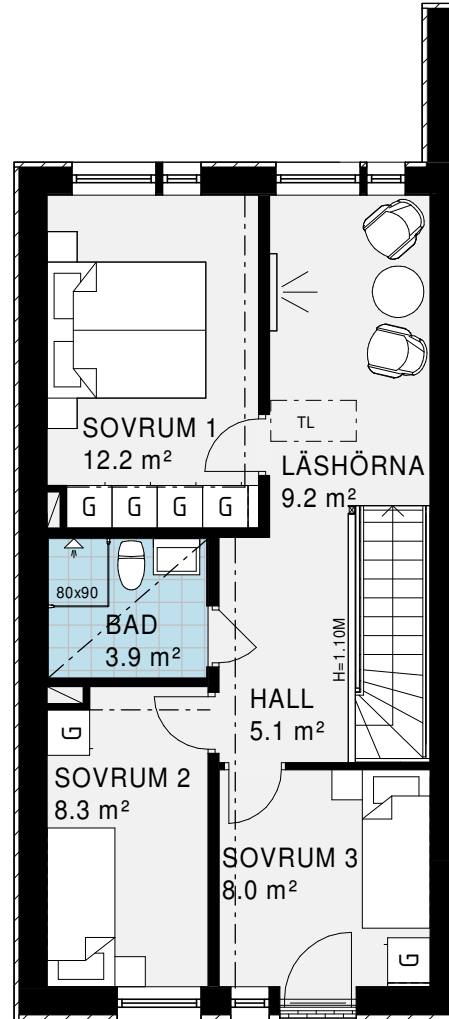 SOVRUM 1
12.2 m²
TL
LÄSHÖRNA
9.2 m²
G G G G
80x90
BAD
3.9 m²
H=1.10M
HALL
5.1 m²
G
SOVRUM 2
8.3 m²
SOVRUM 3
8.0 m²
G